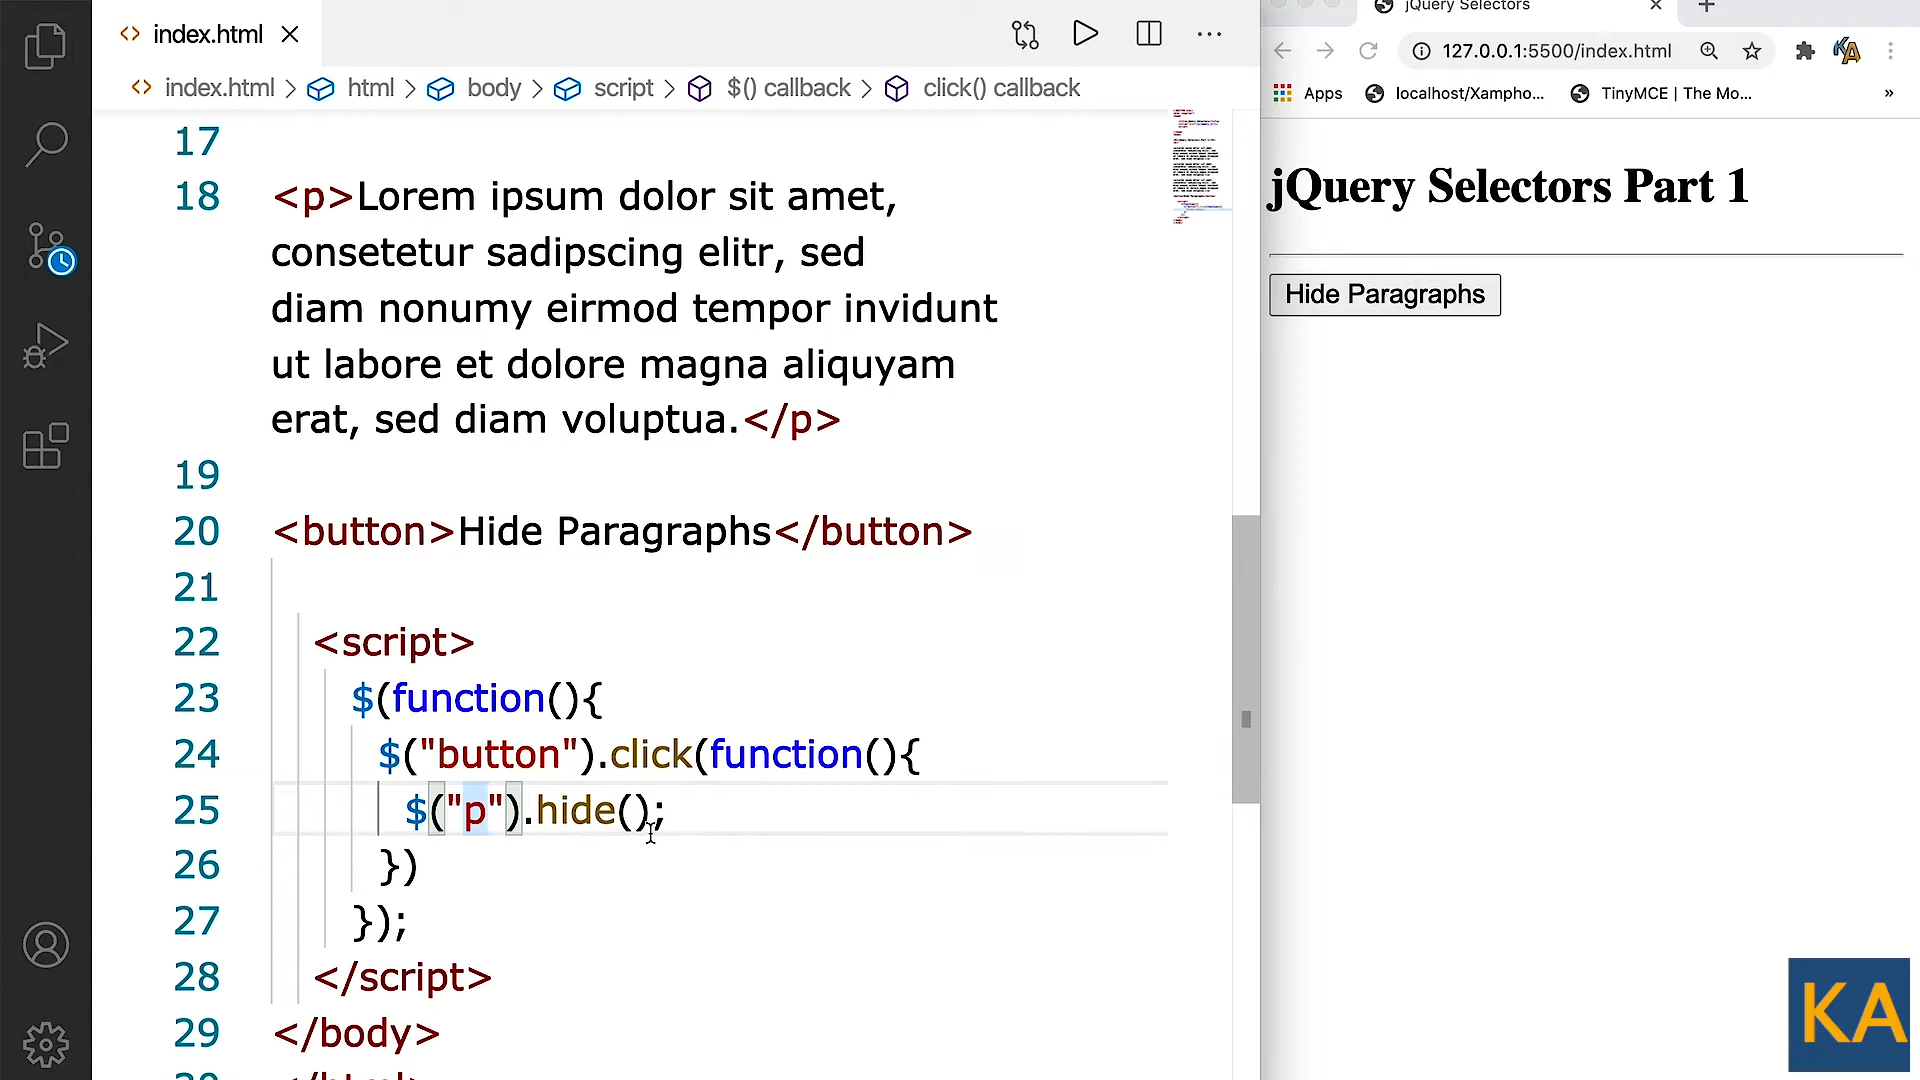 index.html
index.html > html > body > script > $() callback > click() callback
17
18 <p>Lorem ipsum dolor sit amet,
consetetur sadipscing elitr, sed
diam nonumy eirmod tempor invidunt
ut labore et dolore magna aliquyam
erat, sed diam voluptua.</p>
19
20 <button>Hide Paragraphs</button>
21
22 <script>
23 $(function(){
24 $("button").click(function(){
25 $("p").hide();
26 })
27 });
28 </script>
29 </body>
jQuery Selectors
127.0.0.1:5500/index.html
Apps localhost/Xampho... TinyMCE | The Mo... »
jQuery Selectors Part 1
Hide Paragraphs
KA